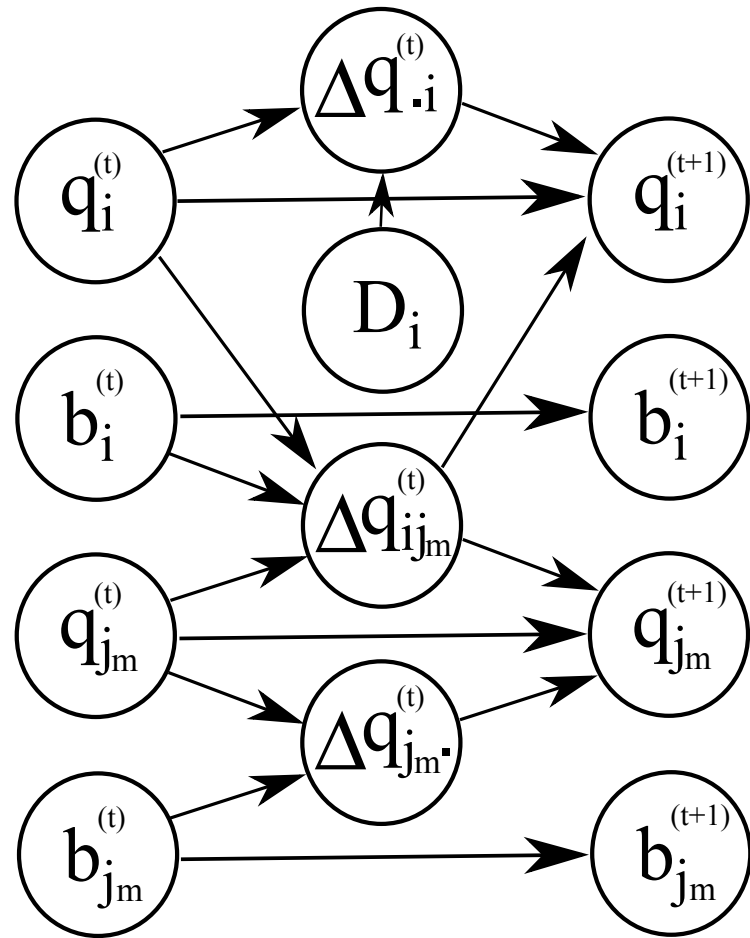 Δq▪i(t)
qi(t)
qi(t+1)
Di
bi(t)
bi(t+1)
Δqijm(t)
qjm(t)
qjm(t+1)
Δqjm▪(t)
bjm(t)
bjm(t+1)